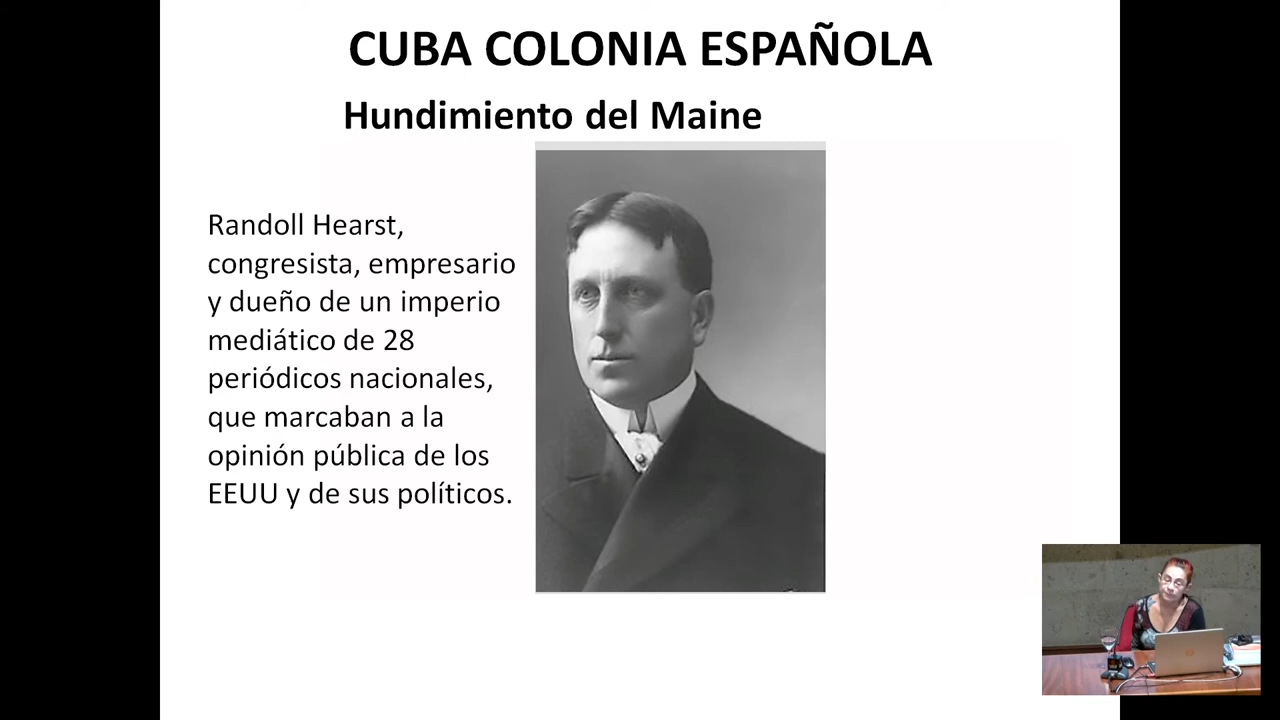 CUBA COLONIA ESPAÑOLA
Hundimiento del Maine
Randoll Hearst,
congresista, empresario
y dueño de un imperio
mediático de 28
periódicos nacionales,
que marcaban a la
opinión pública de los
EEUU y de sus políticos.